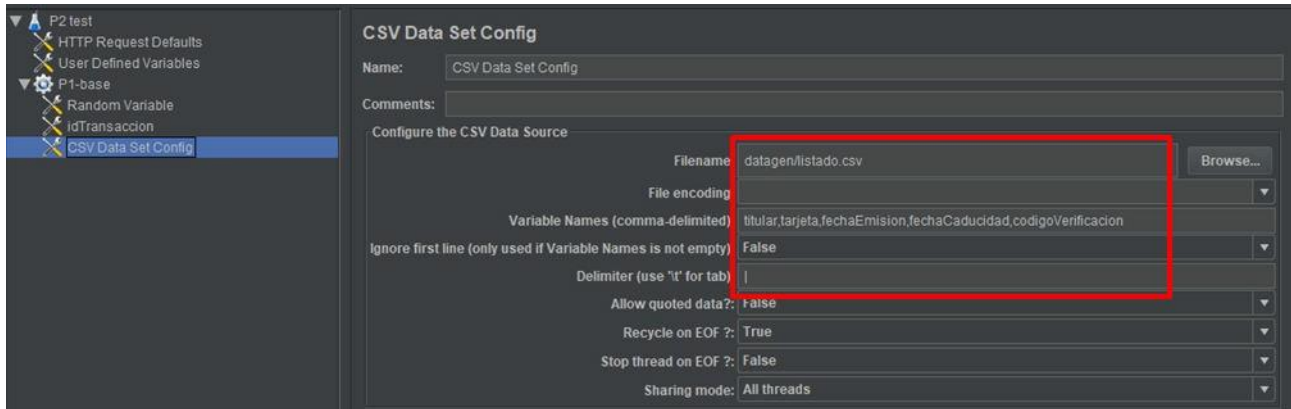 P2 test
HTTP Request Defaults
User Defined Variables
P1-base
Random Variable
idTransaccion
CSV Data Set Config
CSV Data Set Config
Name: CSV Data Set Config
Comments:
Configure the CSV Data Source
Filename datagen/listado.csv Browse...
File encoding
Variable Names (comma-delimited) titular,tarjeta,fechaEmision,fechaCaducidad,codigoVerificacion
Ignore first line (only used if Variable Names is not empty) False
Delimiter (use '\t' for tab) |
Allow quoted data?: False
Recycle on EOF ?: True
Stop thread on EOF ?: False
Sharing mode: All threads